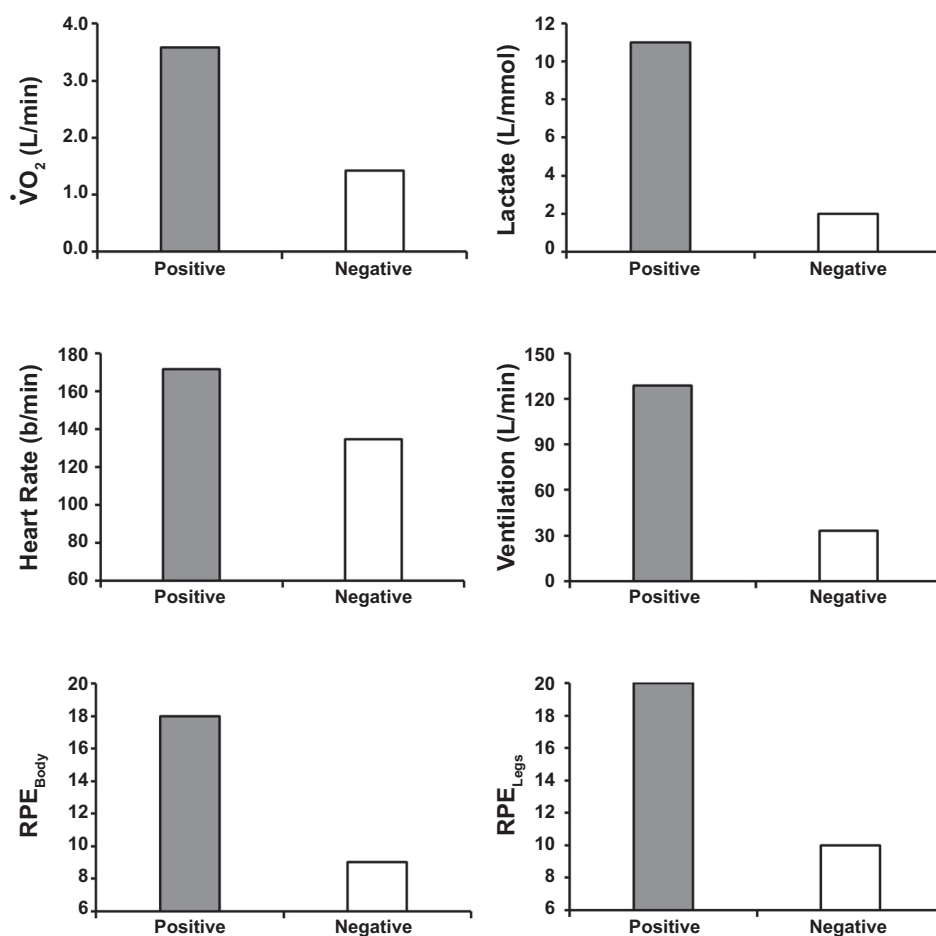 4.0
3.0
2.0
1.0
0.0
V̇O₂ (L/min)
Positive
Negative
12
10
8
6
4
2
0
Lactate (L/mmol)
Positive
Negative
180
160
140
120
100
80
60
Heart Rate (b/min)
Positive
Negative
150
120
90
60
30
0
Ventilation (L/min)
Positive
Negative
20
18
16
14
12
10
8
6
RPE_Body
Positive
Negative
20
18
16
14
12
10
8
6
RPE_Legs
Positive
Negative